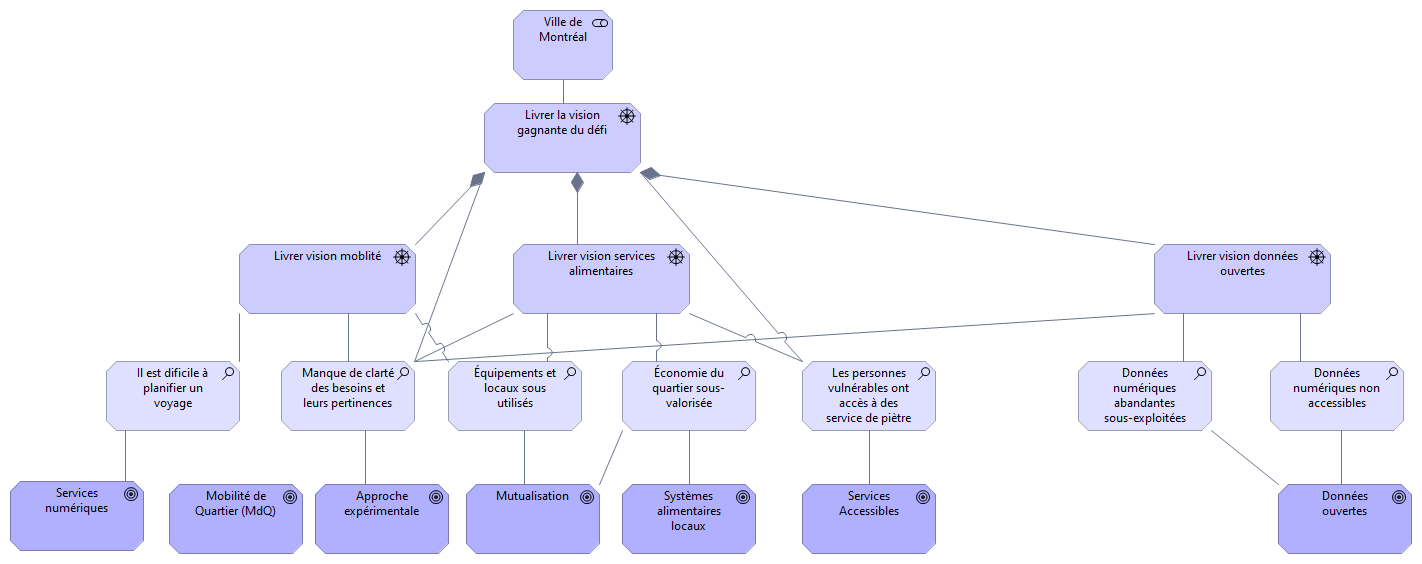 Ville de
Montréal
Livrer la vision
gagnante du défi
Livrer vision moblité
Livrer vision services
alimentaires
Livrer vision données
ouvertes
Il est dificile à
planifier un
voyage
Manque de clarté
des besoins et
leurs pertinences
Équipements et
locaux sous
utilisés
Économie du
quartier sous-
valorisée
Les personnes
vulnérables ont
accès à des
service de piètre
Données
numériques
abandantes
sous-exploitées
Données
numériques non
accessibles
Services
numériques
Mobilité de
Quartier (MdQ)
Approche
expérimentale
Mutualisation
Systèmes
alimentaires
locaux
Services
Accessibles
Données
ouvertes